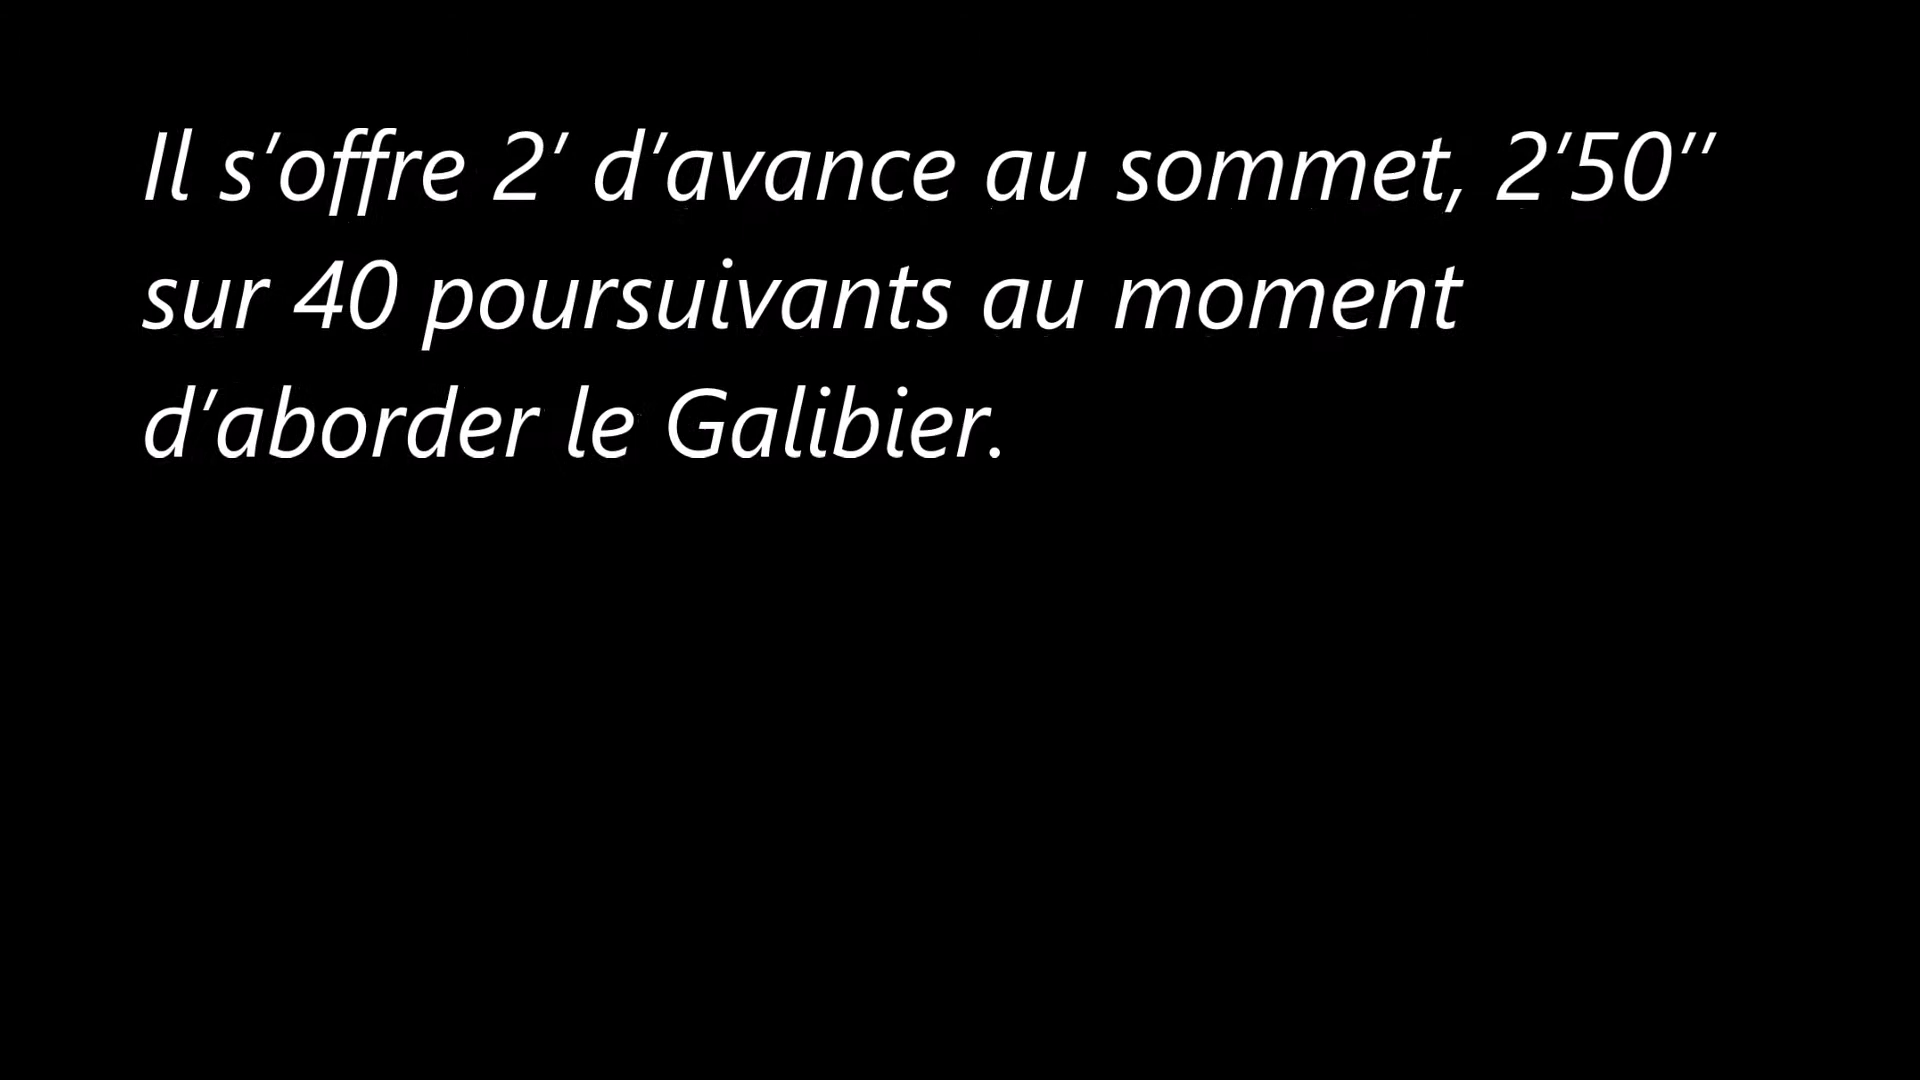 Il s’offre 2’ d’avance au sommet, 2’50’’
sur 40 poursuivants au moment
d’aborder le Galibier.